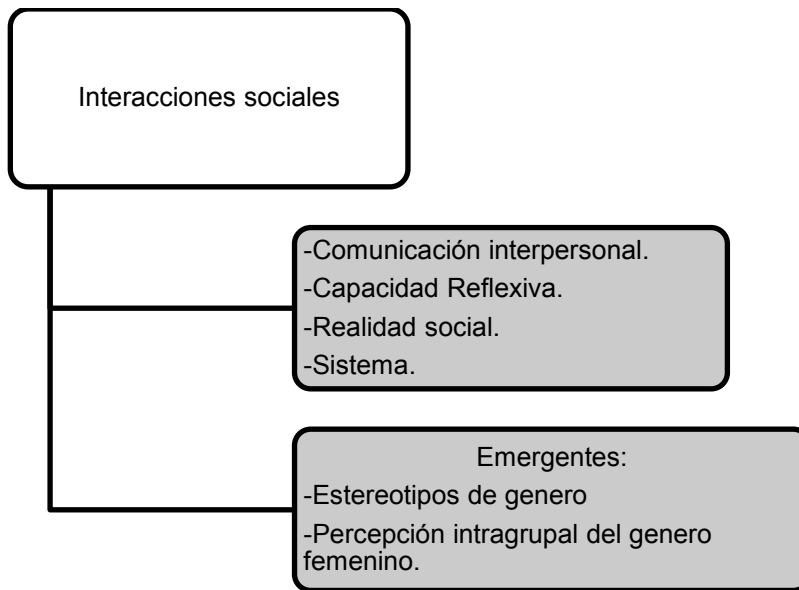 Interacciones sociales
-Comunicación interpersonal.
-Capacidad Reflexiva.
-Realidad social.
-Sistema.
Emergentes:
-Estereotipos de genero
-Percepción intragrupal del genero
femenino.